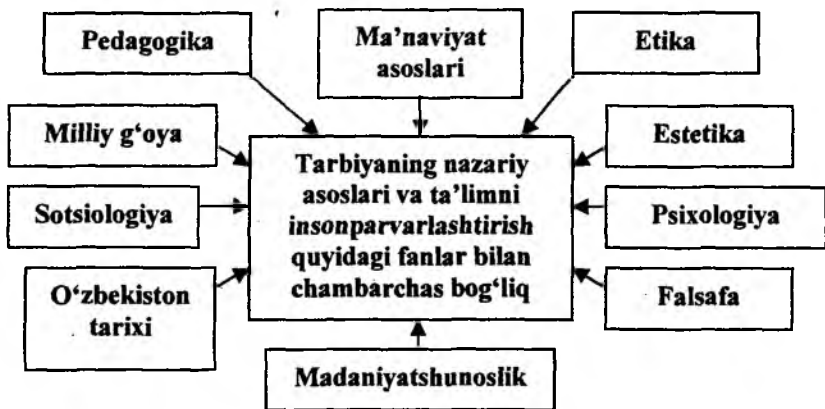 Pedagogika
Ma’naviyat
asoslari
Etika
Milliy g‘oya
Estetika
Tarbiyaning nazariy
asoslari va ta’limni
insonparvarlashtirish
quyidagi fanlar bilan
chambarchas bog‘liq
Sotsiologiya
Psixologiya
O‘zbekiston
tarixi
Falsafa
Madaniyatshunoslik